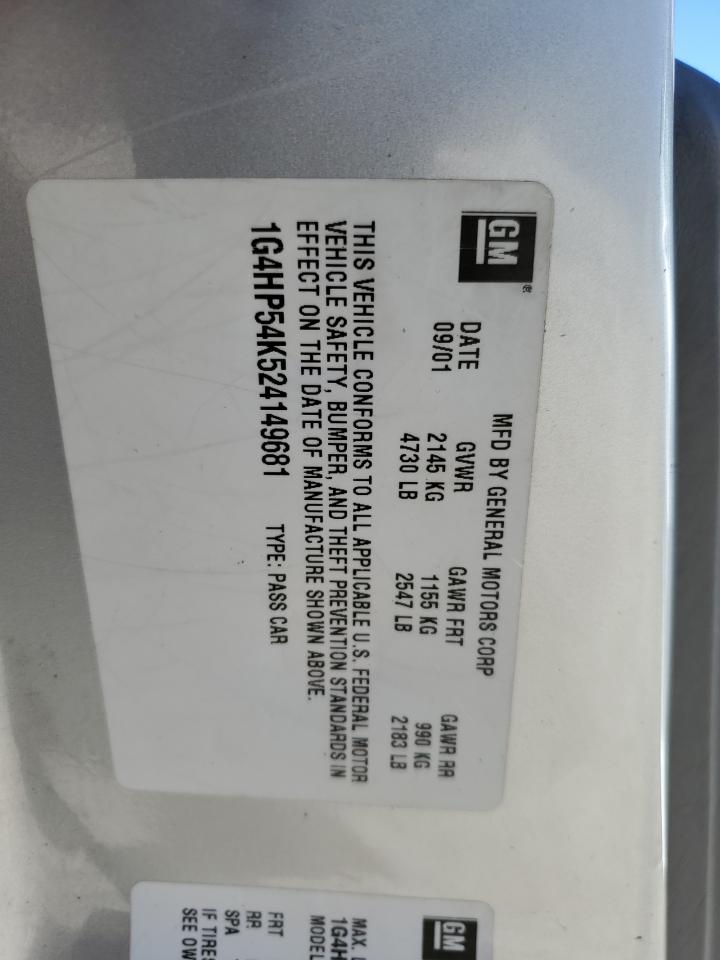 GM®
MFD BY GENERAL MOTORS CORP
DATE GVWR GAWR FRT GAWR RR
09/01 2145 KG 1155 KG 990 KG
4730 LB 2547 LB 2183 LB
THIS VEHICLE CONFORMS TO ALL APPLICABLE U.S. FEDERAL MOTOR
VEHICLE SAFETY, BUMPER, AND THEFT PREVENTION STANDARDS IN
EFFECT ON THE DATE OF MANUFACTURE SHOWN ABOVE.
1G4HP54K524149681 TYPE: PASS CAR
GM
MAX.
1G4H
MODEL
FRT
RR
SPA
IF TIRES
SEE OW